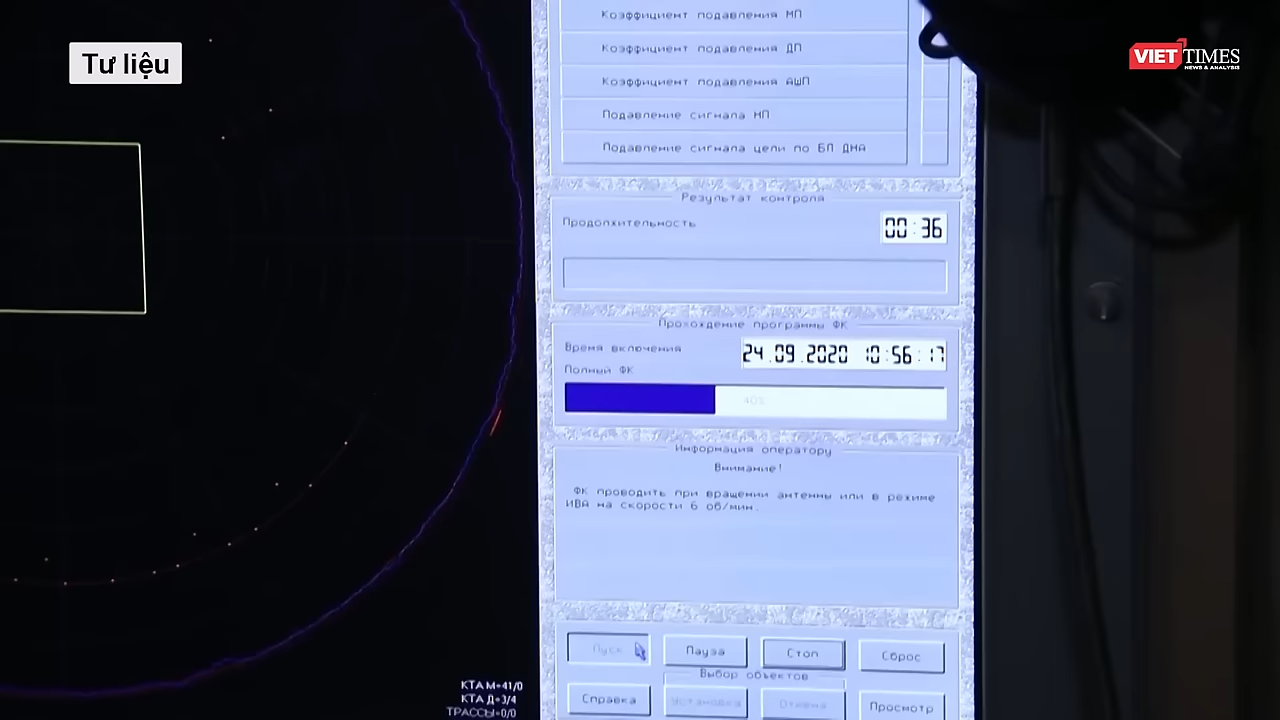 Tư liệu
VIETTIMES
NEWS & ANALYSIS
Коэффициент подавления МП
Коэффициент подавления ДП
Коэффициент подавления АШП
Подавление сигнала МП
Подавление сигнала цели по БЛ ДНА
Результат контроля
Продолжительность 00:36
Прохождение программы ФК
Время включения 24.09.2020 10:56:17
Полный ФК
40%
Информация оператору
Внимание!
ФК проводить при вращении антенны или в режиме
ИВА на скорости 6 об/мин.
Пуск Пауза Стоп Сброс
Выбор объектов
Справка Установка Отмена Просмотр
КТА М=41/0
КТА Д=3/4
ТРАССЫ=0/0